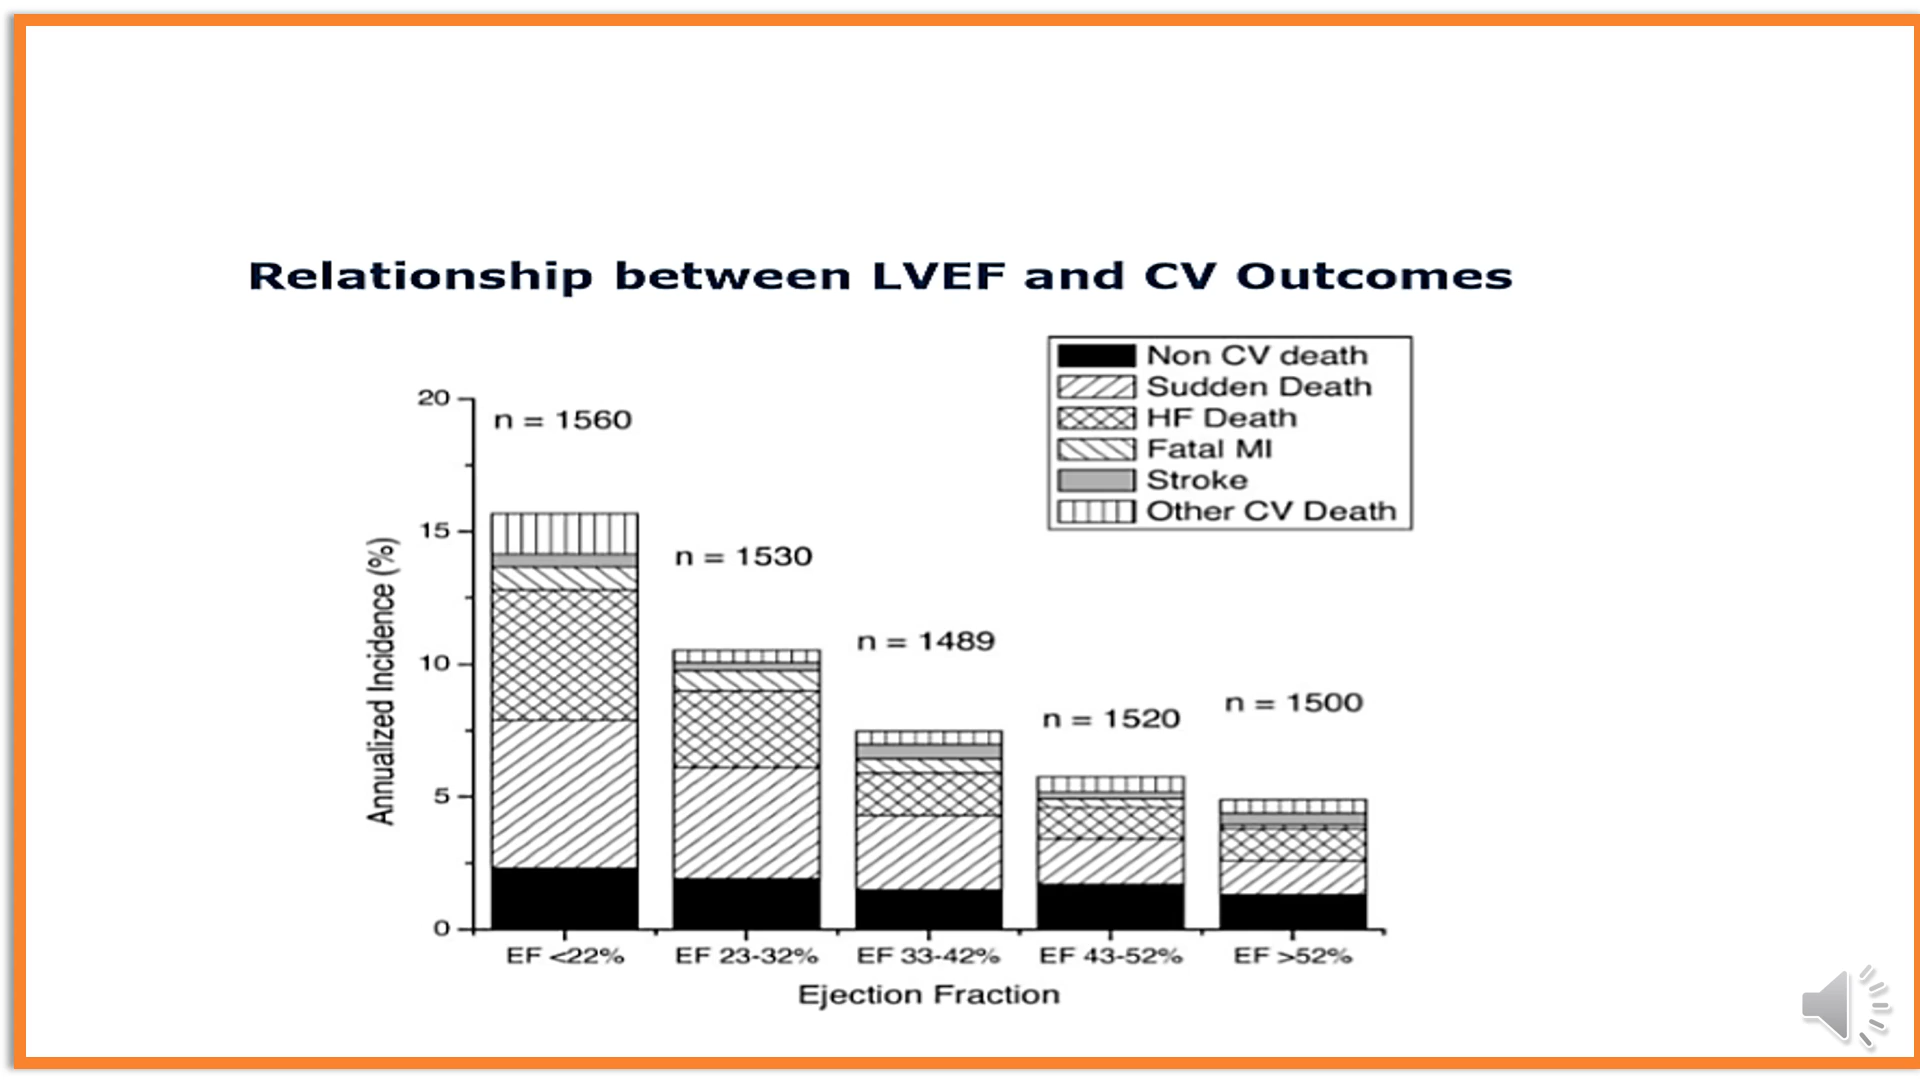 Relationship between LVEF and CV Outcomes
Non CV death
Sudden Death
HF Death
Fatal MI
Stroke
Other CV Death
20
15
10
5
0
Annualized Incidence (%)
n = 1560
n = 1530
n = 1489
n = 1520
n = 1500
EF <22%
EF 23-32%
EF 33-42%
EF 43-52%
EF >52%
Ejection Fraction